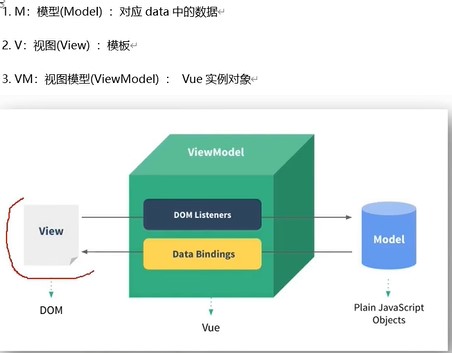 1. M：模型(Model) ：对应 data 中的数据
2. V：视图(View) ：模板
3. VM：视图模型(ViewModel) ： Vue 实例对象
ViewModel
View
DOM Listeners
Data Bindings
Model
DOM
Vue
Plain JavaScript
Objects